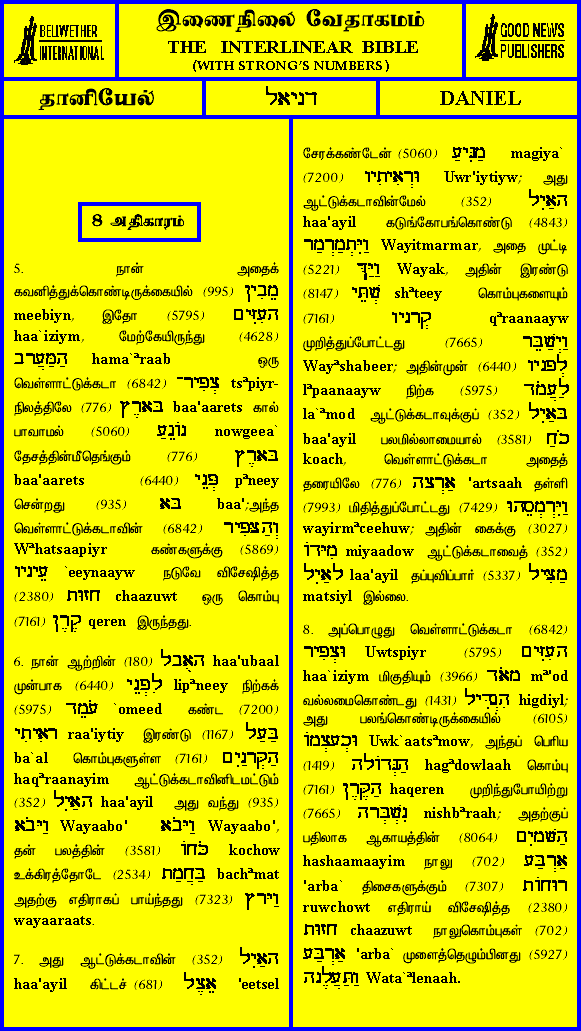 BELLWETHER
INTERNATIONAL
இணைநிலை வேதாகமம்
THE INTERLINEAR BIBLE
(WITH STRONG'S NUMBERS)
GOOD NEWS
PUBLISHERS
தானியேல்
דניאל
DANIEL
8 அதிகாரம்
5. நான் அதைக்
கவனித்துக்கொண்டிருக்கையில் (995) מֵבִין
meebiyn, இதோ (5795) הָעִזִּים
haa`iziym, மேற்கேயிருந்து (4628)
הַמַּעֲרָב hama`ªraab ஒரு
வெள்ளாட்டுக்கடா (6842) צְפִיר־ tsªpiyr-
நிலத்திலே (776) בָּאָרֶץ baa'aarets கால்
பாவாமல் (5060) נוֹגֵעַ nowgeea`
தேசத்தின்மீதெங்கும் (776) בָּאָרֶץ
baa'aarets (6440) פְּנֵי pªneey
சென்றது (935) בָּא baa';அந்த
வெள்ளாட்டுக்கடாவின் (6842) וְהַצָּפִיר
Wªhatsaapiyr கண்களுக்கு (5869)
עֵינָיו `eeynaayw நடுவே விசேஷித்த
(2380) חָזוּת chaazuwt ஒரு கொம்பு
(7161) קֶרֶן qeren இருந்தது.
6. நான் ஆற்றின் (180) הָאֻבָל haa'ubaal
முன்பாக (6440) לִפְנֵי lipªneey நிற்கக்
(5975) עֹמֵד `omeed கண்ட (7200)
רָאִיתִי raa'iytiy இரண்டு (1167) בַּעַל
ba`al கொம்புகளுள்ள (7161) הַקְּרָנַיִם
haqªraanayim ஆட்டுக்கடாவினிடமட்டும்
(352) הָאַיִל haa'ayil அது வந்து (935)
וַיָּבֹא Wayaabo' וַיָּבֹא Wayaabo',
தன் பலத்தின் (3581) כֹּחוֹ kochow
உக்கிரத்தோடே (2534) בַּחֲמַת bachªmat
அதற்கு எதிராகப் பாய்ந்தது (7323) וַיָּרָץ
wayaaraats.
7. அது ஆட்டுக்கடாவின் (352) הָאַיִל
haa'ayil கிட்டச் (681) אֵצֶל 'eetsel
சேரக்கண்டேன் (5060) מַגִּיעַ magiya`
(7200) וּרְאִיתִיו Uwr'iytiyw; அது
ஆட்டுக்கடாவின்மேல் (352) הָאַיִל
haa'ayil கடுங்கோபங்கொண்டு (4843)
וַיִּתְמַרְמַר Wayitmarmar, அதை முட்டி
(5221) וַיַּךְ Wayak, அதின் இரண்டு
(8147) שְׁתֵּי shªteey கொம்புகளையும்
(7161) קְרָנָיו qªraanaayw
முறித்துப்போட்டது (7665) וַיְשַׁבֵּר
Wayªshabeer; அதின்முன் (6440) לְפָנָיו
lªpaanaayw நிற்க (5975) לַעֲמֹד
la`ªmod ஆட்டுக்கடாவுக்குப் (352) בָּאַיִל
baa'ayil பலமில்லாமையால் (3581) כֹחַ
koach, வெள்ளாட்டுக்கடா அதைத்
தரையிலே (776) אַרְצָה 'artsaah தள்ளி
(7993) மிதித்துப்போட்டது (7429) וַיִּרְמְסֵהוּ
wayirmªceehuw; அதின் கைக்கு (3027)
מִיָּדוֹ miyaadow ஆட்டுக்கடாவைத் (352)
לָאַיִל laa'ayil தப்புவிப்பார் (5337) מַצִּיל
matsiyl இல்லை.
8. அப்பொழுது வெள்ளாட்டுக்கடா (6842)
וּצְפִיר Uwtspiyr (5795) הָעִזִּים
haa`iziym மிகுதியும் (3966) מְאֹד mª'od
வல்லமைகொண்டது (1431) הִגְדִּיל higdiyl;
அது பலங்கொண்டிருக்கையில் (6105)
וּכְעָצְמוֹ Uwk`aatsªmow, அந்தப் பெரிய
(1419) הַגְּדוֹלָה hagªdowlaah கொம்பு
(7161) הַקֶּרֶן haqeren முறிந்துபோயிற்று
(7665) נִשְׁבְּרָה nishbªraah; அதற்குப்
பதிலாக ஆகாயத்தின் (8064) הַשָּׁמָיִם
hashaamaayim நாலு (702) אַרְבַּע
'arba` திசைகளுக்கும் (7307) רוּחוֹת
ruwchowt எதிராய் விசேஷித்த (2380)
חָזוּת chaazuwt நாலுகொம்புகள் (702)
אַרְבַּע 'arba` முளைத்தெழும்பினது (5927)
וַתַּעֲלֶנָה Wata`ªlenaah.